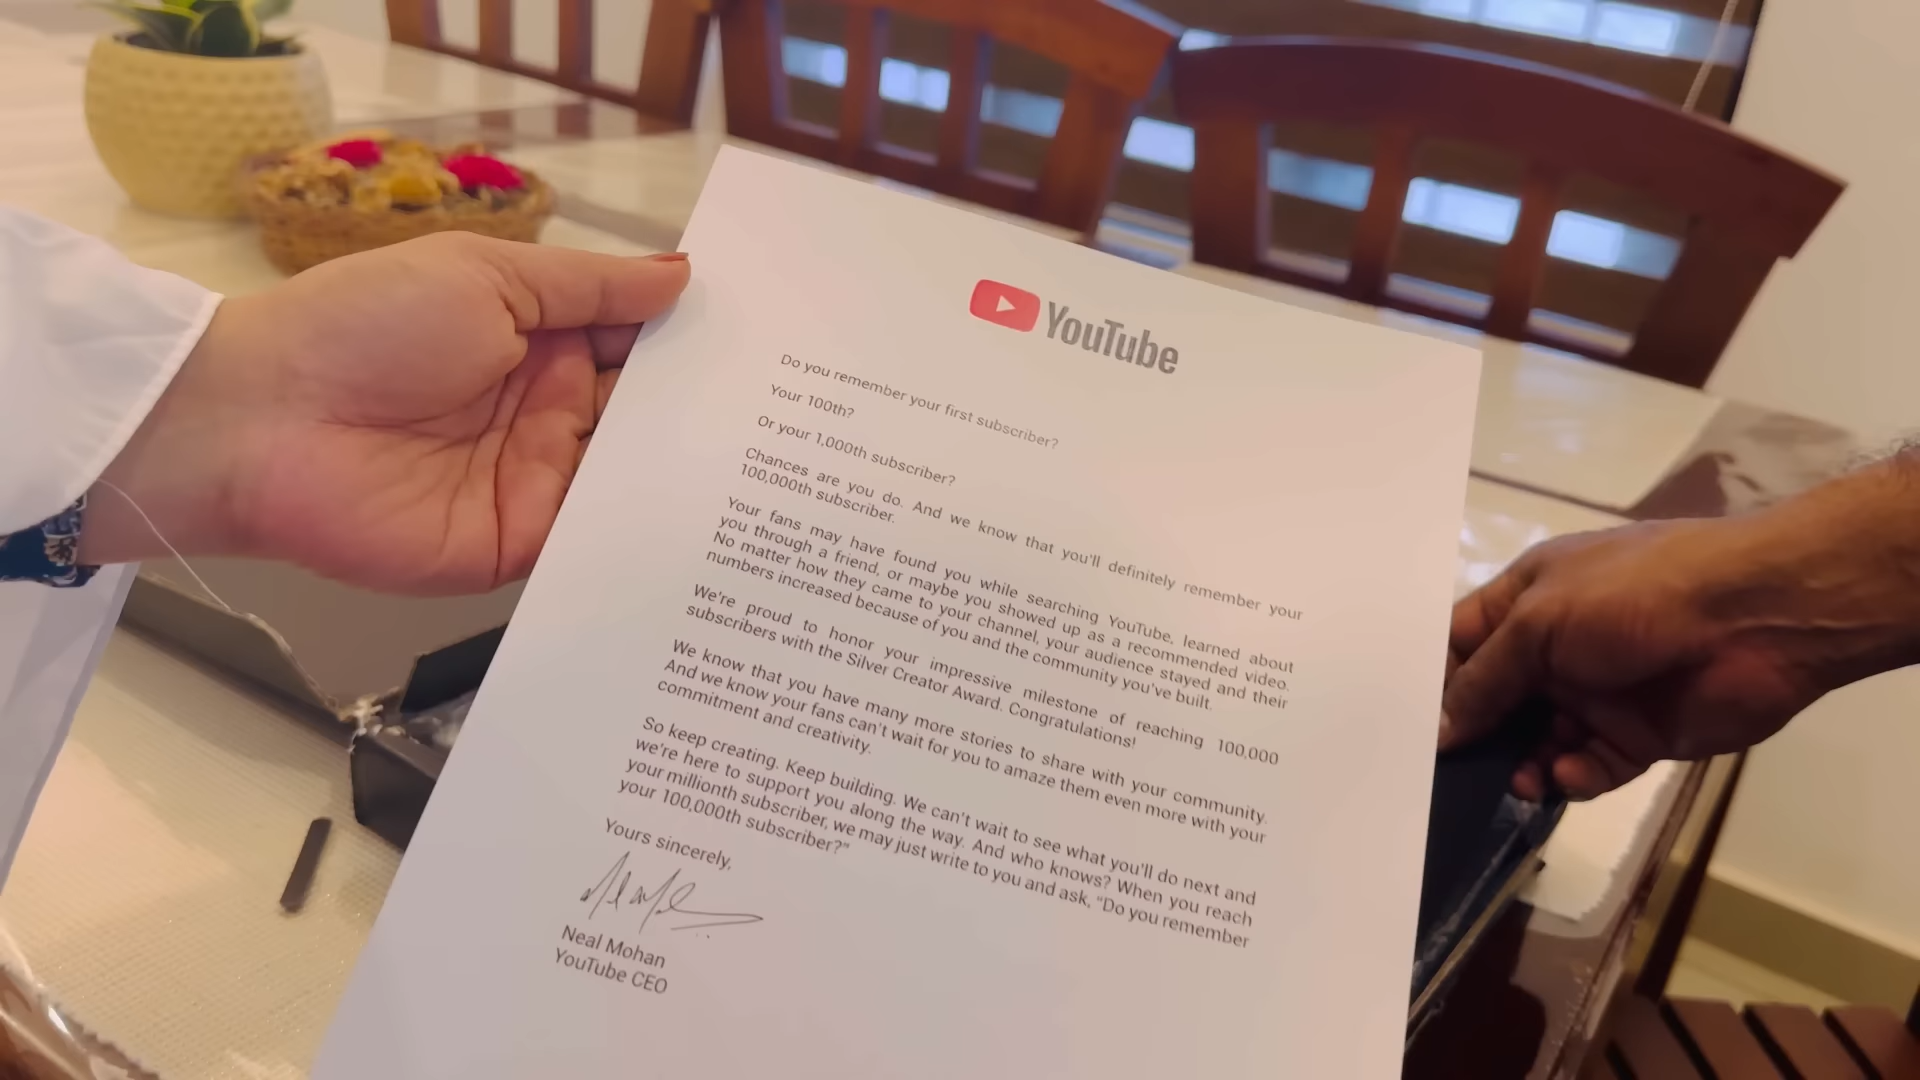 YouTube
Do you remember your first subscriber?
Your 100th?
Or your 1,000th subscriber?
Chances are you do. And we know that you'll definitely remember your
100,000th subscriber.
Your fans may have found you while searching YouTube, learned about
you through a friend, or maybe you showed up as a recommended video.
No matter how they came to your channel, your audience stayed and their
numbers increased because of you and the community you've built.
We're proud to honor your impressive milestone of reaching 100,000
subscribers with the Silver Creator Award. Congratulations!
We know that you have many more stories to share with your community.
And we know your fans can't wait for you to amaze them even more with your
commitment and creativity.
So keep creating. Keep building. We can't wait to see what you'll do next and
we're here to support you along the way. And who knows? When you reach
your millionth subscriber, we may just write to you and ask, "Do you remember
your 100,000th subscriber?"
Yours sincerely,
Neal Mohan
YouTube CEO